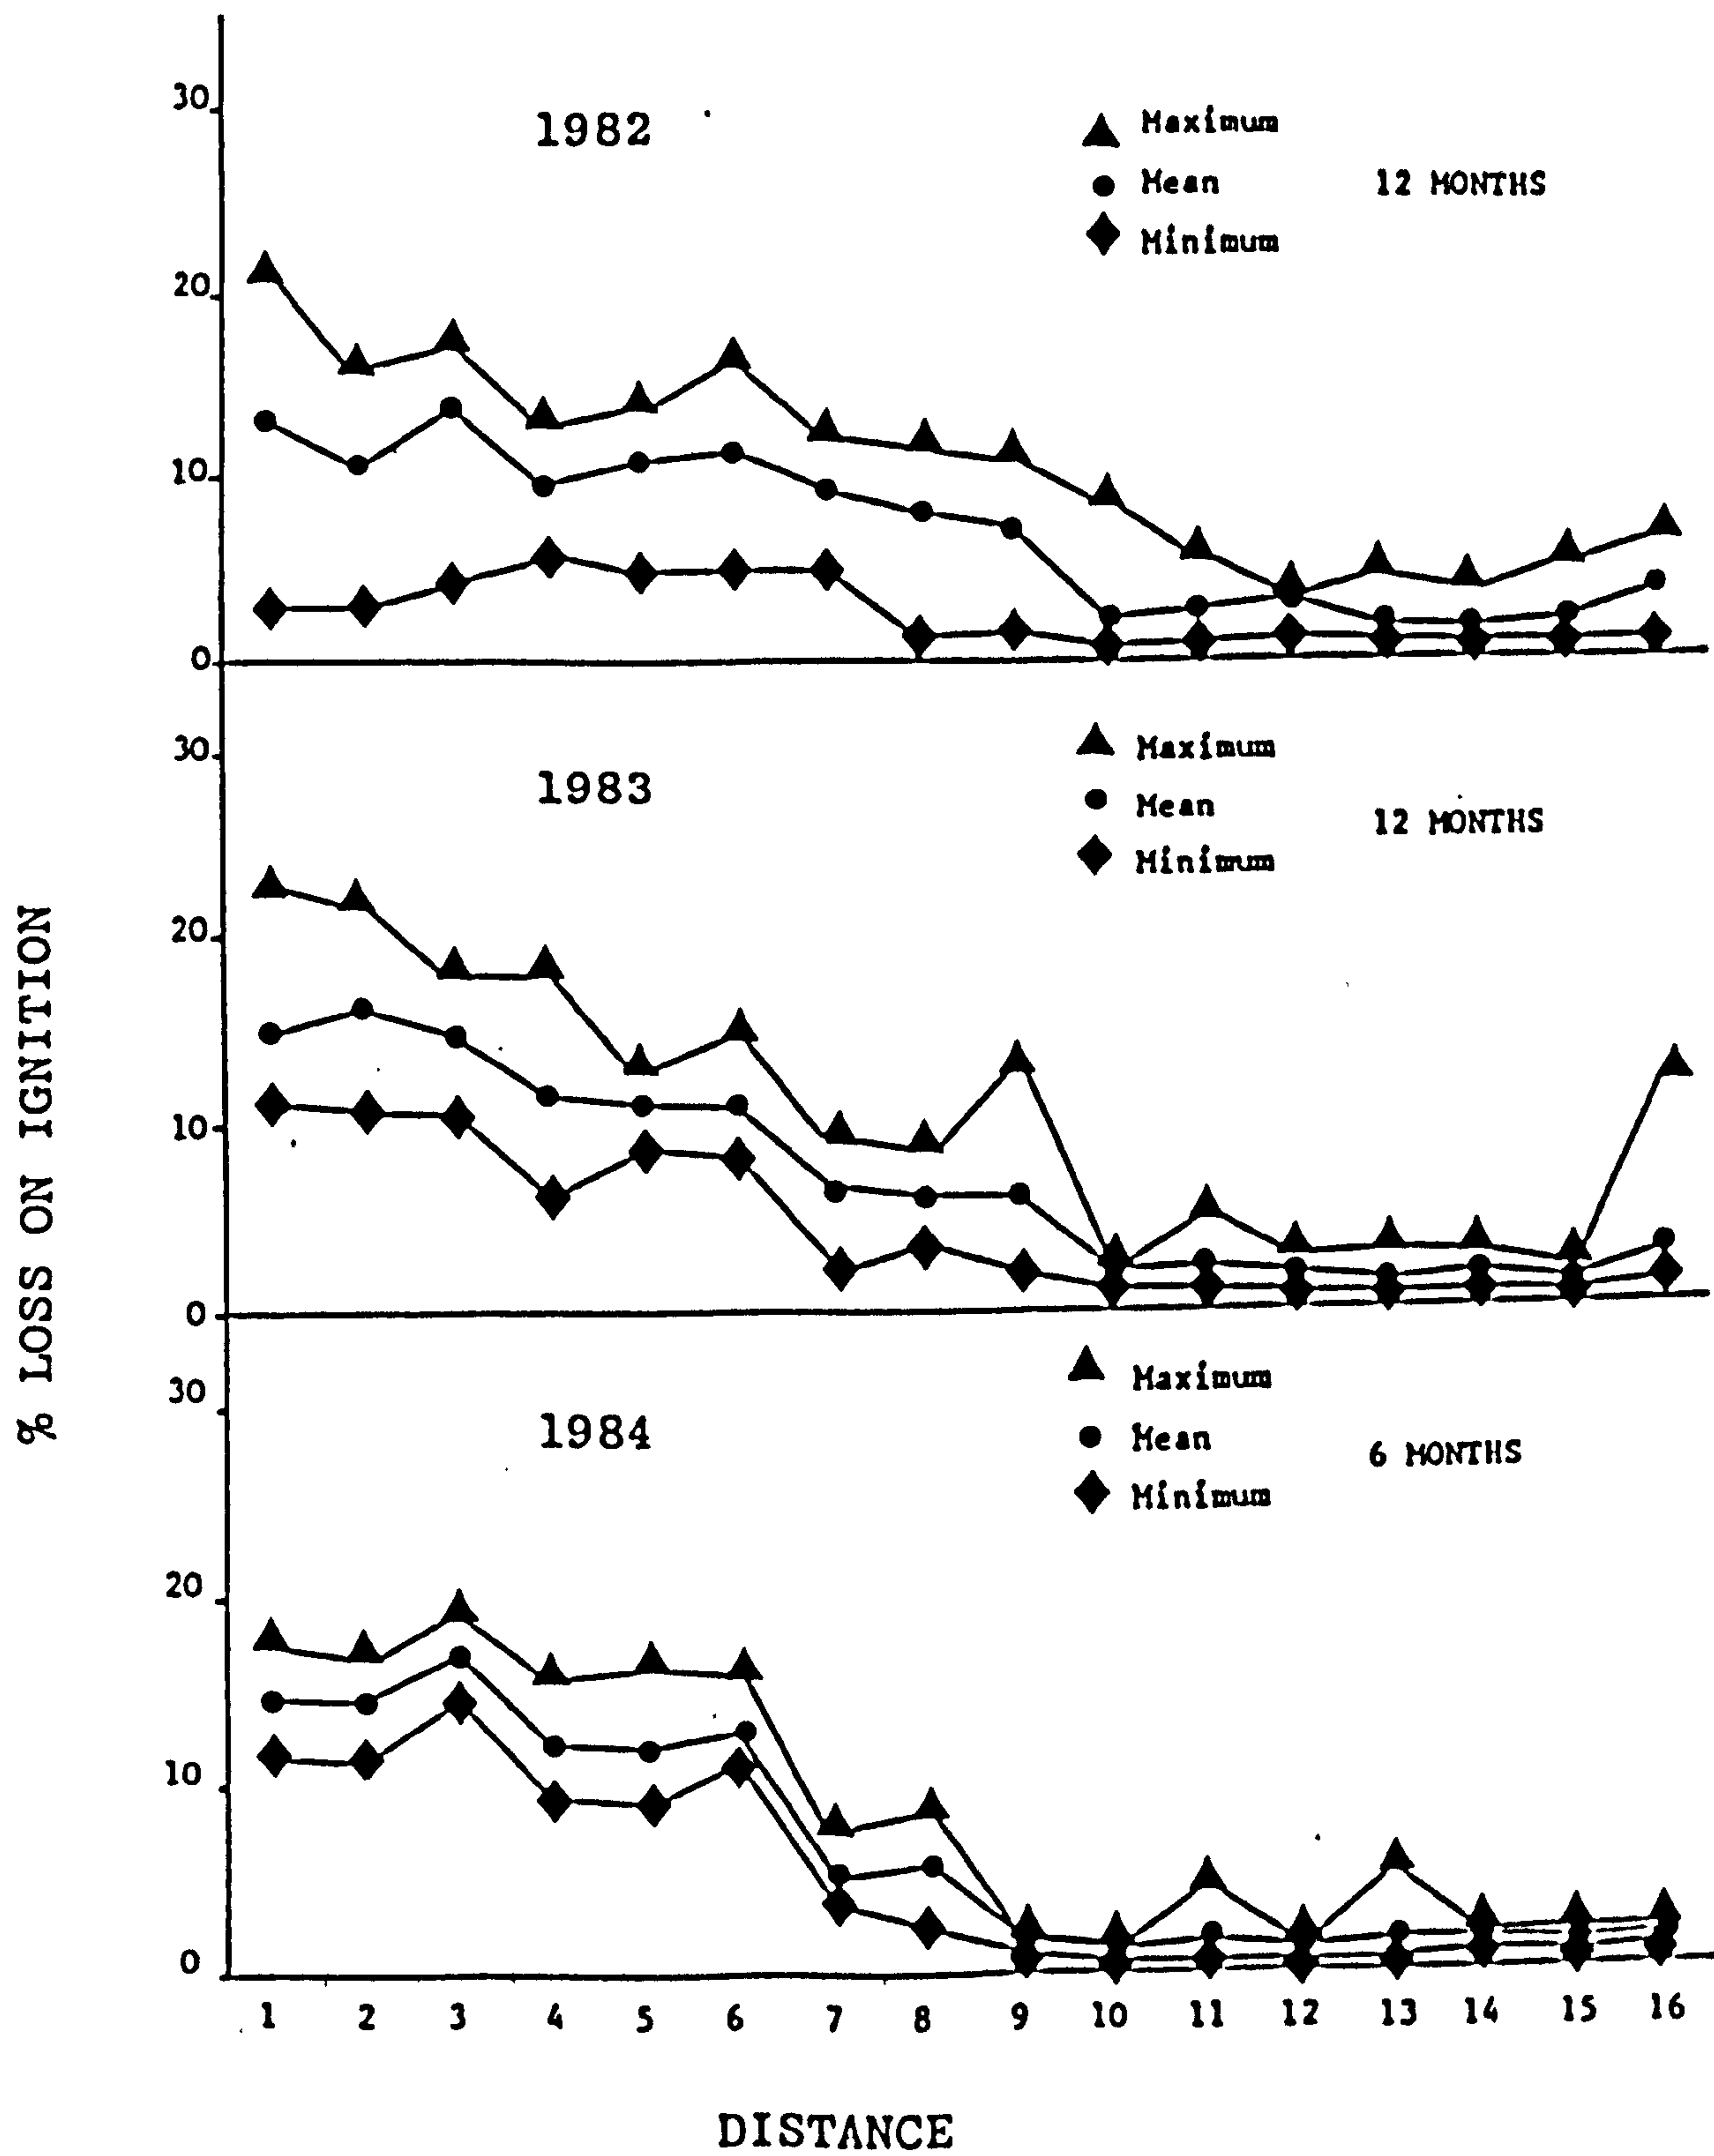 % LOSS ON IGNITION
1982
Maximum
Mean
Minimum
12 MONTHS
30
20
10
0
1983
Maximum
Mean
Minimum
12 MONTHS
30
20
10
0
1984
Maximum
Mean
Minimum
6 MONTHS
30
20
10
0
1 2 3 4 5 6 7 8 9 10 11 12 13 14 15 16
DISTANCE